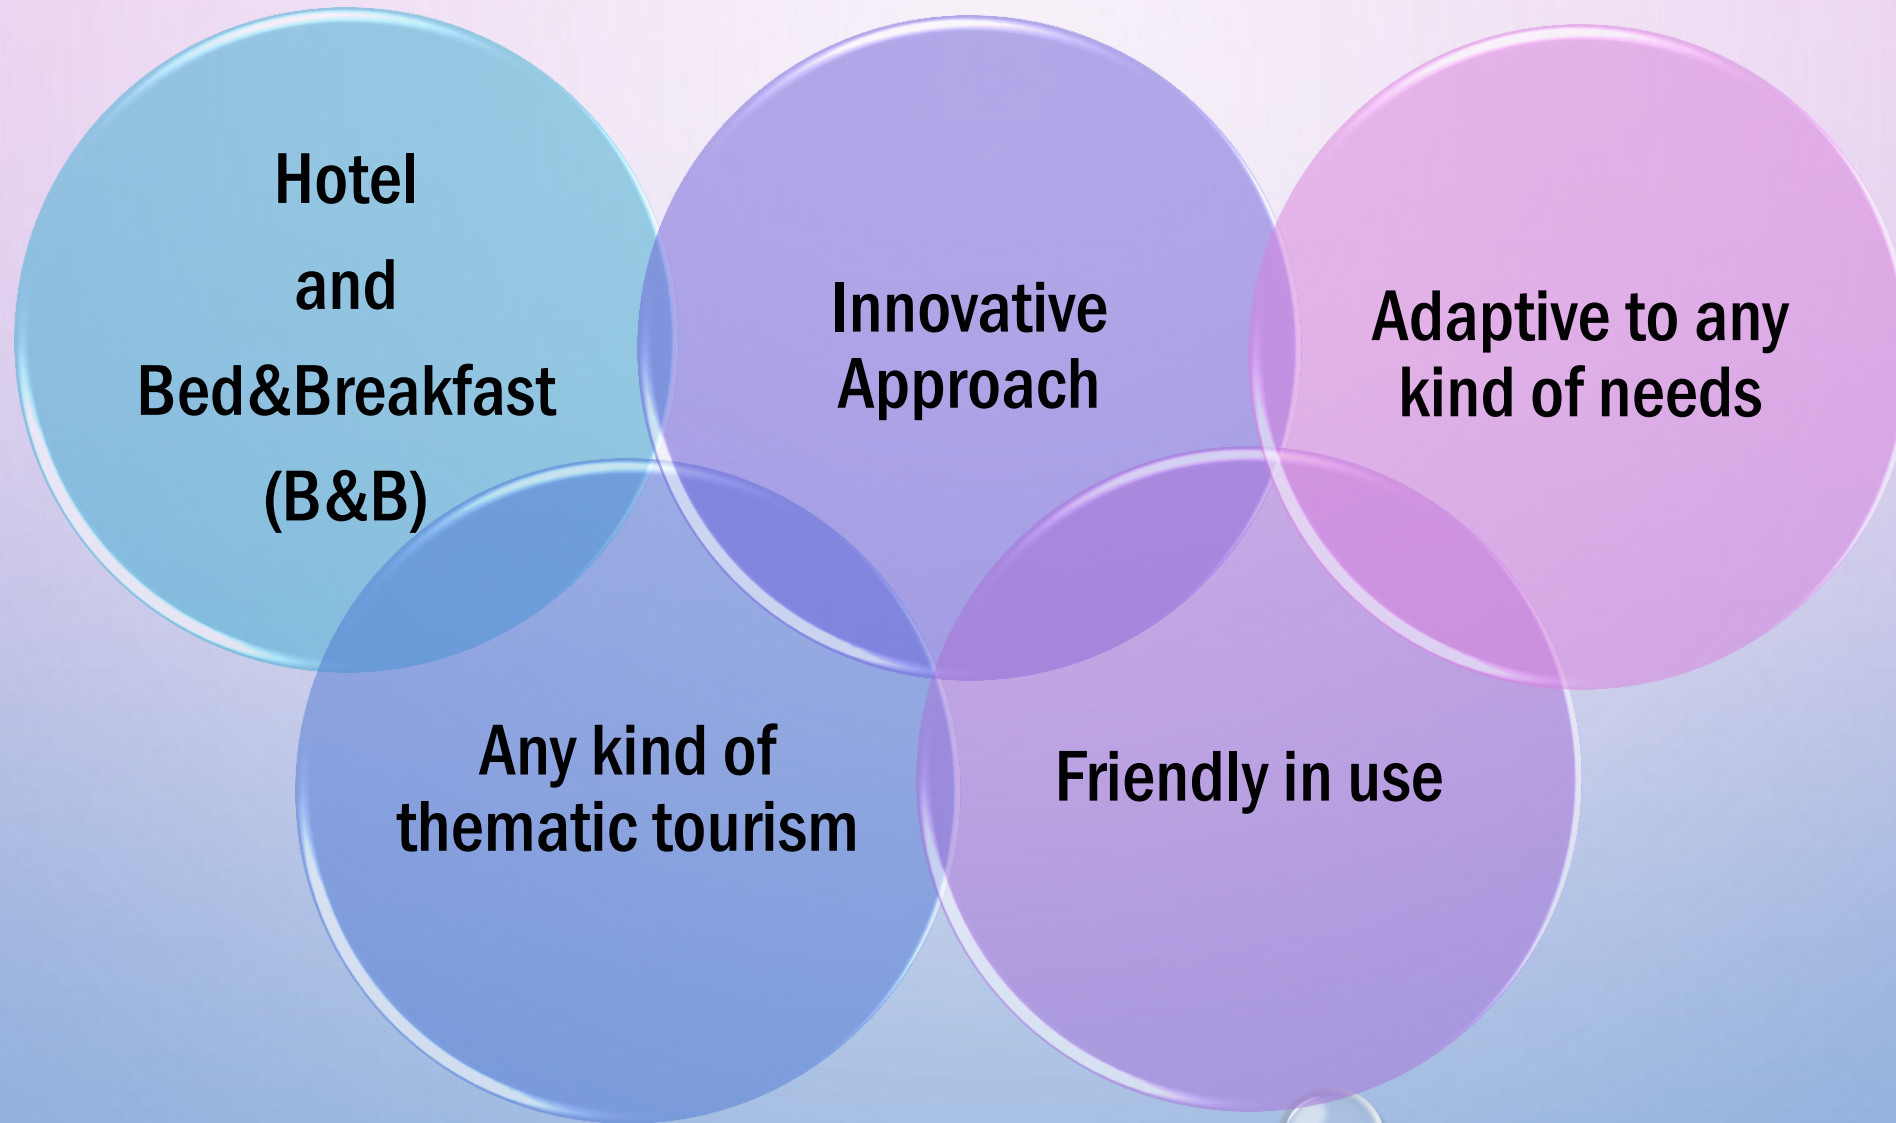 Hotel
and
Bed&Breakfast
(B&B)
Innovative
Approach
Adaptive to any
kind of needs
Any kind of
thematic tourism
Friendly in use